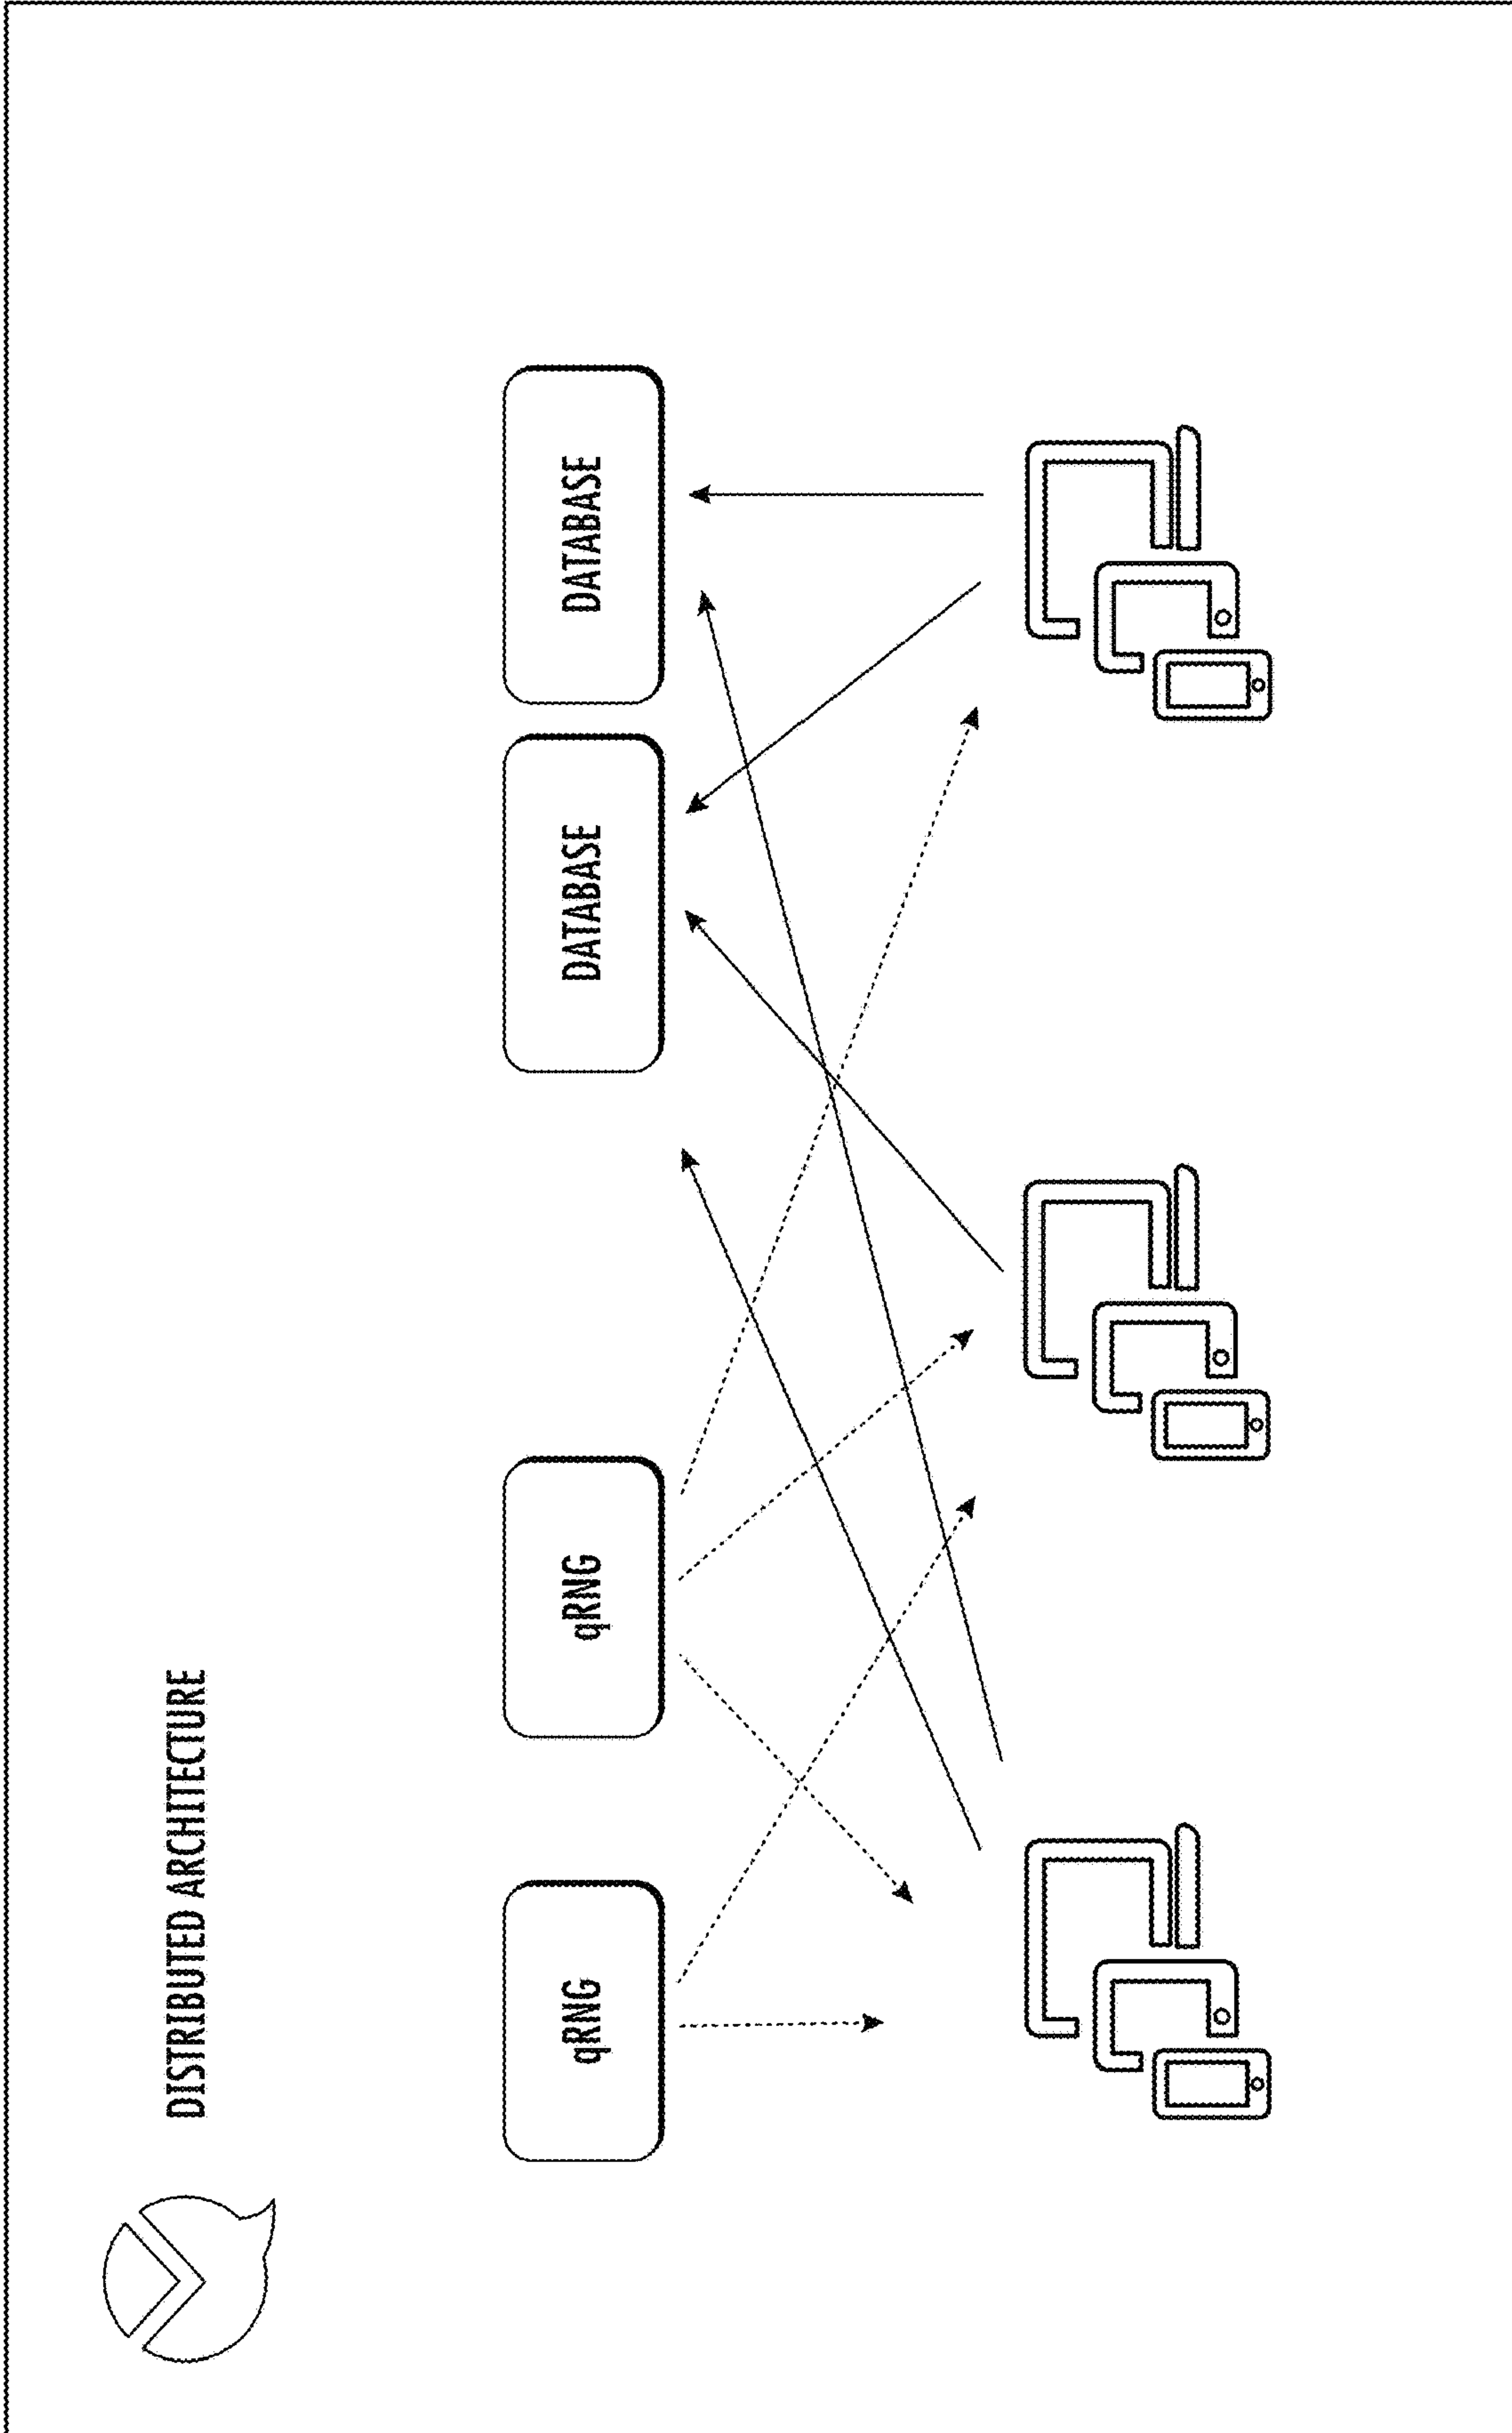 DISTRIBUTED ARCHITECTURE
qRNG
qRNG
DATABASE
DATABASE